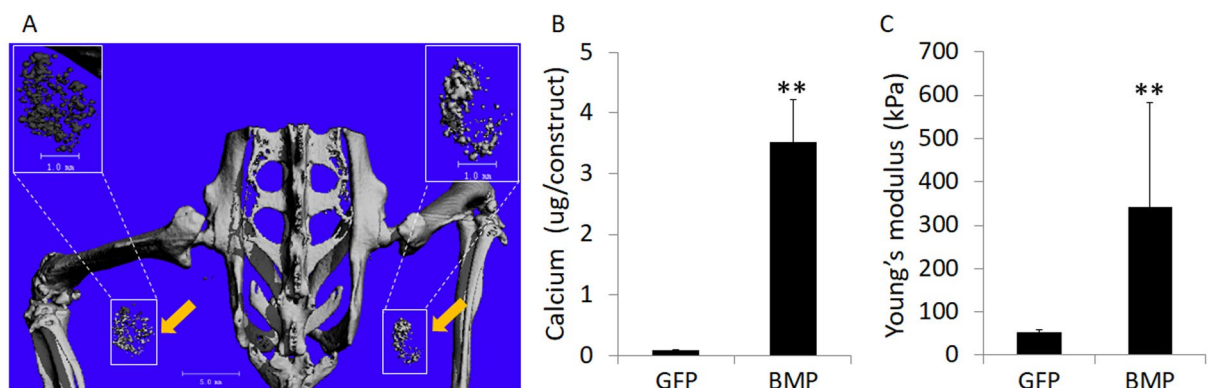 A
1.0 mm
1.0 mm
5.0 mm
B
Calcium (ug/construct)
5
4
3
2
1
0
**
GFP
BMP
C
Young's modulus (kPa)
700
600
500
400
300
200
100
0
**
GFP
BMP